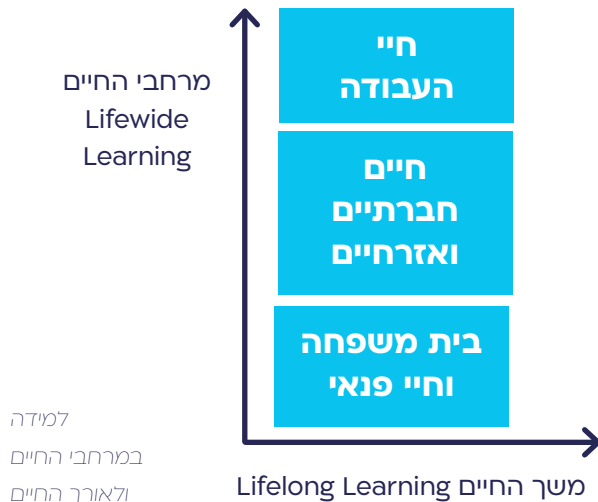 חיי
העבודה
מרחבי החיים
Lifewide
Learning
חיים
חברתיים
ואזרחיים
בית משפחה
וחיי פנאי
למידה
במרחבי החיים
ולאורך החיים
משך החיים Lifelong Learning